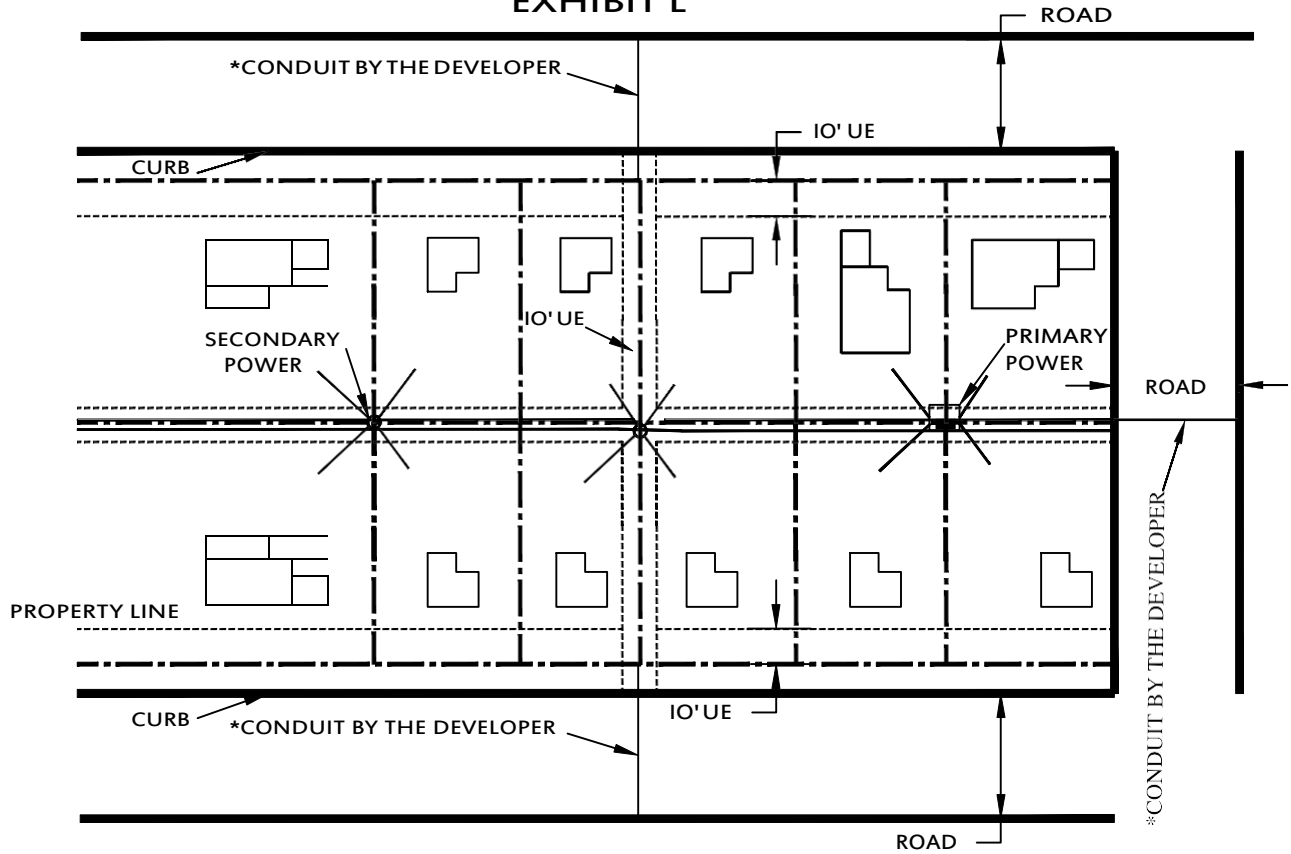 EXHIBIT L
ROAD
*CONDUIT BY THE DEVELOPER
IO' UE
CURB
IO' UE
SECONDARY
POWER
PRIMARY
POWER
ROAD
*CONDUIT BY THE DEVELOPER
PROPERTY LINE
CURB
*CONDUIT BY THE DEVELOPER
IO' UE
ROAD